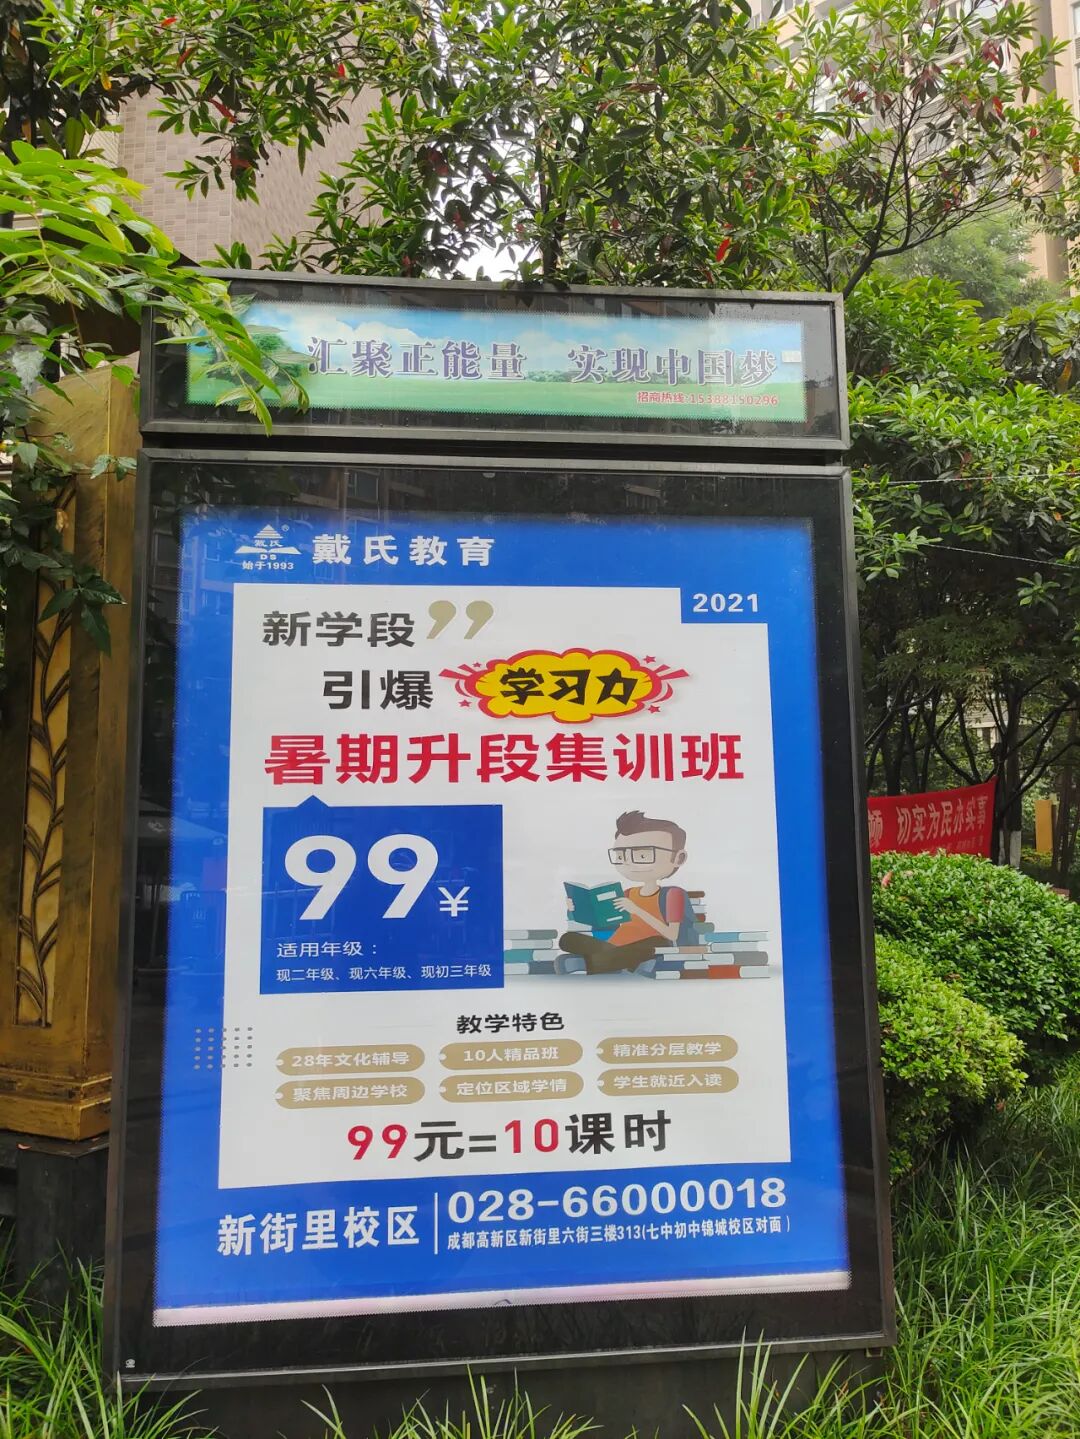 汇聚正能量 实现中国梦
招商热线:15388150296
戴氏
DS
始于1993
戴氏教育
2021
新学段
引爆 学习力
暑期升段集训班
99¥
适用年级：
现二年级、现六年级、现初三年级
教学特色
28年文化辅导 10人精品班 精准分层教学
聚焦周边学校 定位区域学情 学生就近入读
99元=10课时
新街里校区
028-66000018
成都高新区新街里六街三楼313(七中初中锦城校区对面)
切实为民办实事